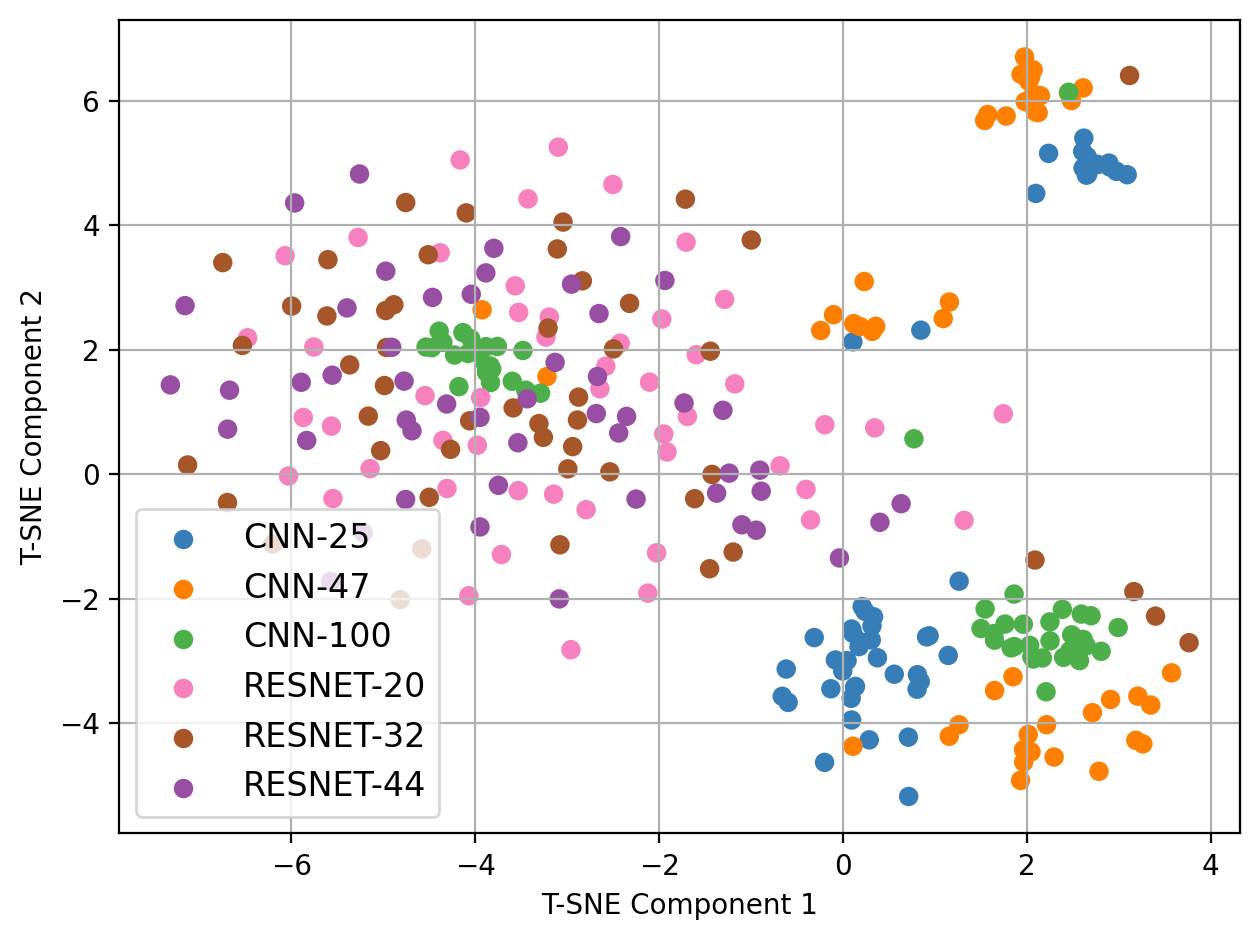 T-SNE Component 2
6
4
2
0
−2
−4
CNN-25
CNN-47
CNN-100
RESNET-20
RESNET-32
RESNET-44
−6
−4
−2
0
2
4
T-SNE Component 1